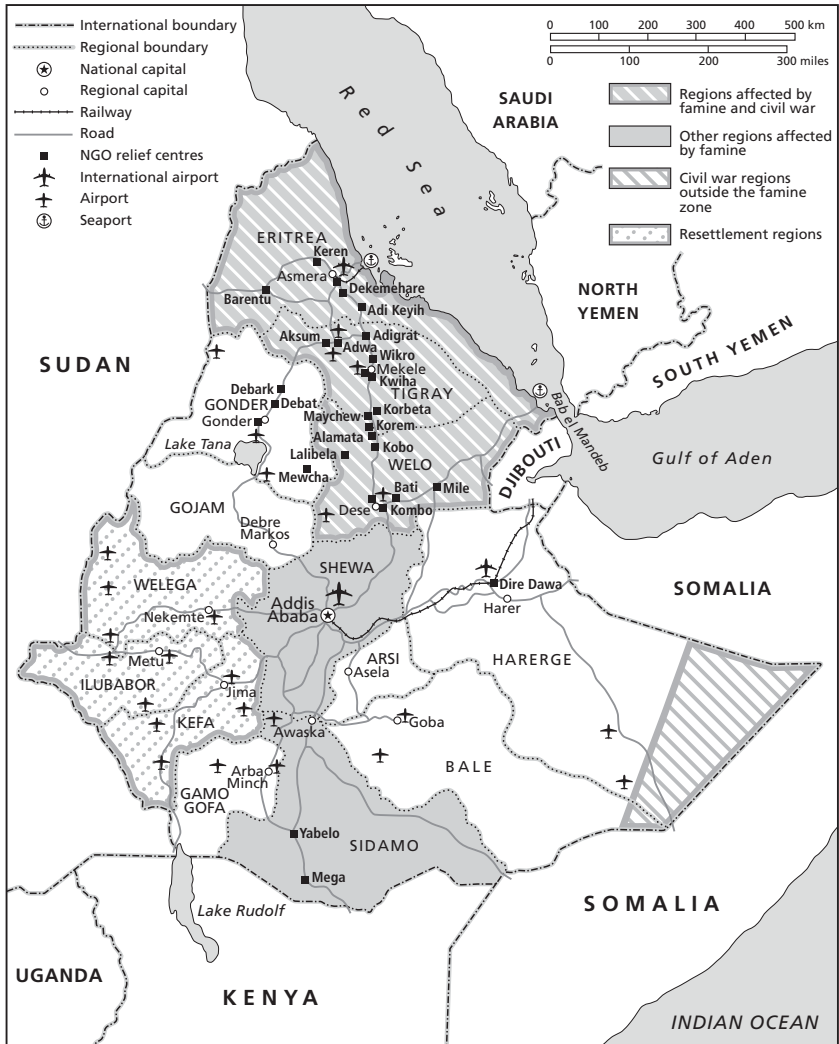 International boundary
Regional boundary
National capital
Regional capital
Railway
Road
NGO relief centres
International airport
Airport
Seaport
0 100 200 300 400 500 km
0 100 200 300 miles
Regions affected by
famine and civil war
Other regions affected
by famine
Civil war regions
outside the famine
zone
Resettlement regions
Red Sea
SAUDI
ARABIA
NORTH
YEMEN
SOUTH YEMEN
SUDAN
ERITREA
Keren
Asmera
Dekemehare
Barentu
Adi Keyih
Aksum
Adwa
Adigrat
Wikro
Mekele
Kwiha
TIGRAY
Debark
GONDER
Debat
Gonder
Maychew
Korbeta
Korem
Alamata
Kobo
Lake Tana
Lalibela
WELO
Mewcha
Bati
Mile
Dese
Kombo
DJIBOUTI
Bab el Mandeb
Gulf of Aden
GOJAM
Debre
Markos
SHEWA
WELEGA
Addis
Ababa
Nekemte
Dire Dawa
Harer
SOMALIA
Metu
ILUBABOR
Jima
KEFA
ARSI
Asela
HARERGE
Awaska
Goba
BALE
Arba
Minch
GAMO
GOFA
Yabelo
SIDAMO
Mega
Lake Rudolf
SOMALIA
UGANDA
KENYA
INDIAN OCEAN